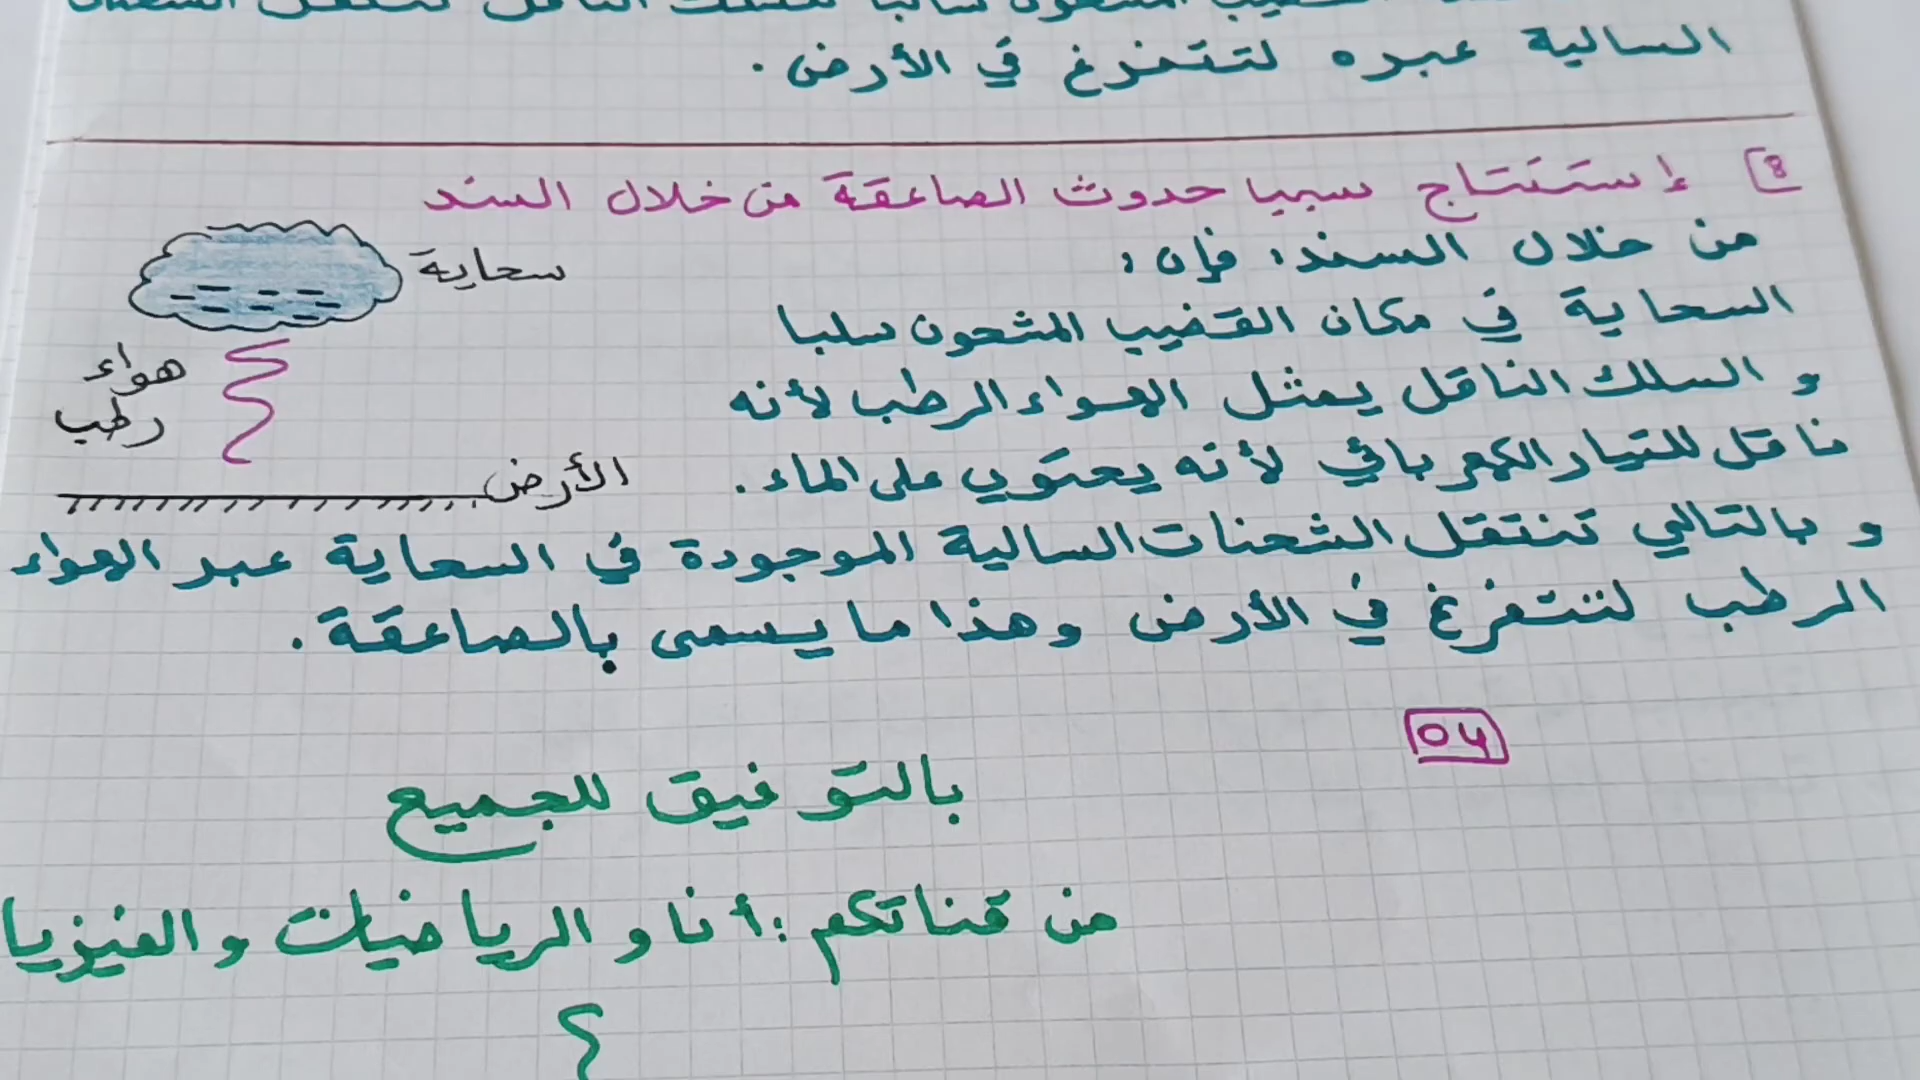 السالبة عبره لتتفرغ في الأرض .
8 إستنتاج سبب حدوث الصاعقة من خلال السند
من خلال السند، فإن :
سحابة
السحابة في مكان القضيب المشحون سلبا
هواء
رطب
و السلك الناقل يمثل الهواء الرطب لأنه
ناقل للتيار الكهربائي لأنه يحتوي على الماء .
الأرض
و بالتالي تنتقل الشحنات السالبة الموجودة في السحابة عبر الهواء
الرطب لتتفرغ في الأرض وهذا ما يسمى بالصاعقة .
04
بالتوفيق للجميع
من قناتكم : أنا و الرياضيات و الفيزيا